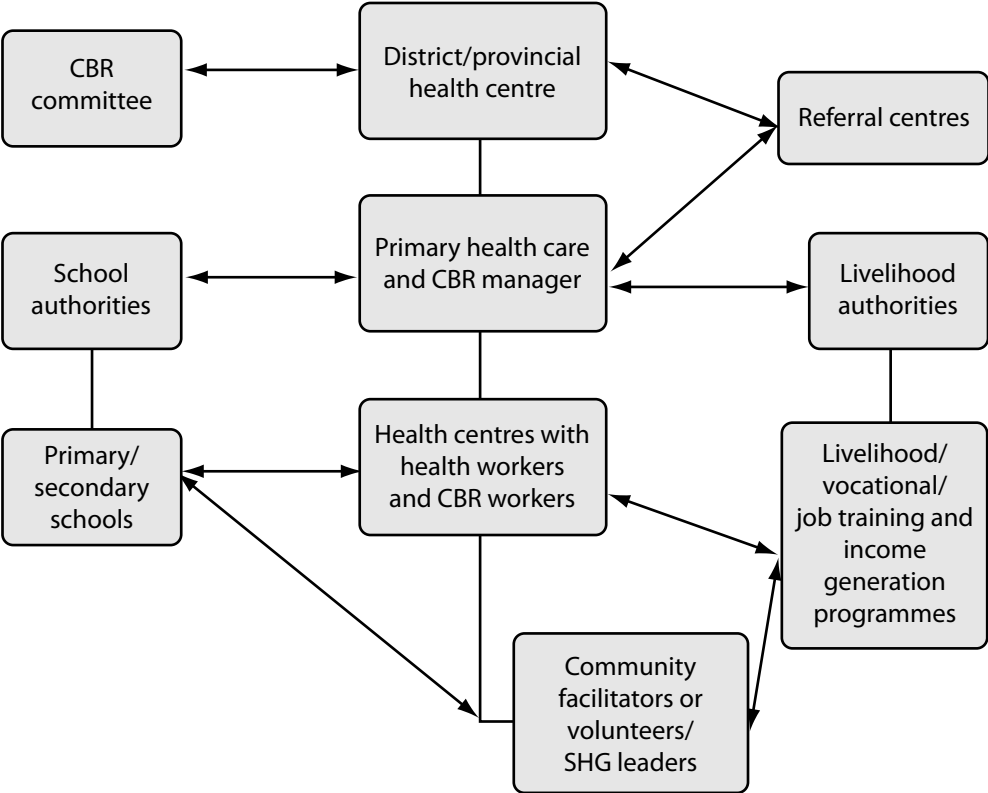 CBR
committee
District/provincial
health centre
Referral centres
School
authorities
Primary health care
and CBR manager
Livelihood
authorities
Primary/
secondary
schools
Health centres with
health workers
and CBR workers
Livelihood/
vocational/
job training and
income
generation
programmes
Community
facilitators or
volunteers/
SHG leaders